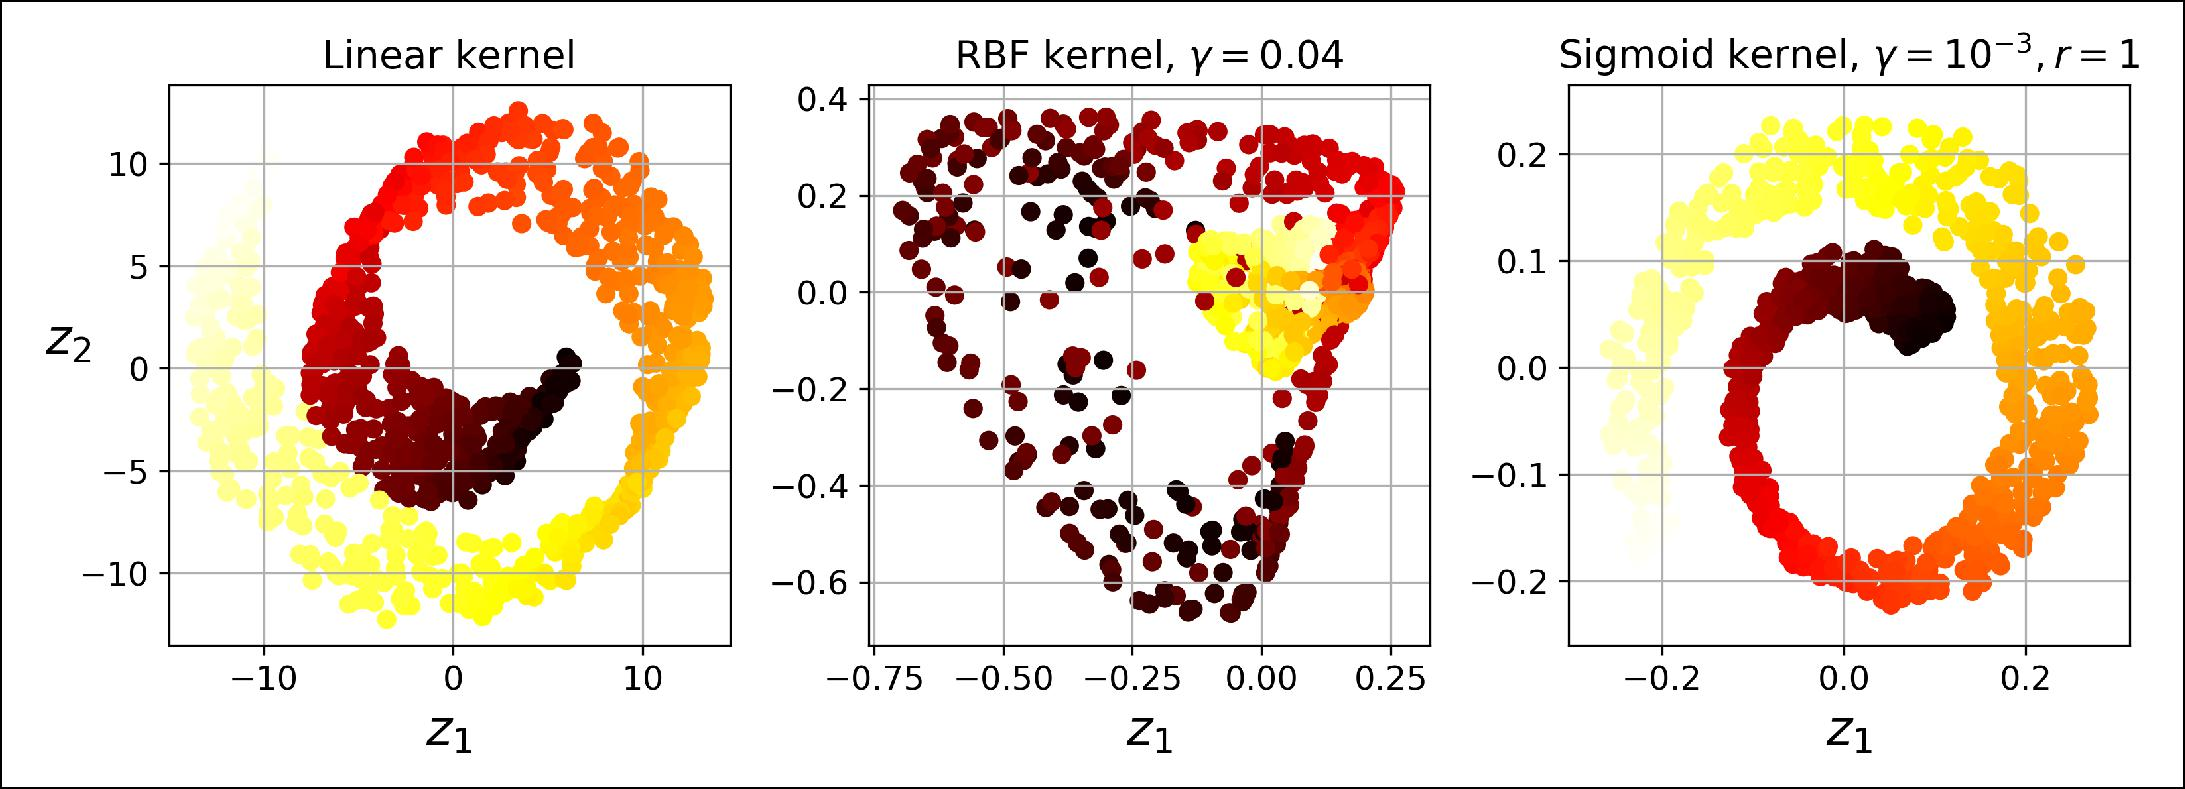 Linear kernel
10
5
0
−5
−10
z2
−10 0 10
z1
RBF kernel, γ = 0.04
0.4
0.2
0.0
−0.2
−0.4
−0.6
−0.75 −0.50 −0.25 0.00 0.25
z1
Sigmoid kernel, γ = 10⁻³, r = 1
0.2
0.1
0.0
−0.1
−0.2
−0.2 0.0 0.2
z1